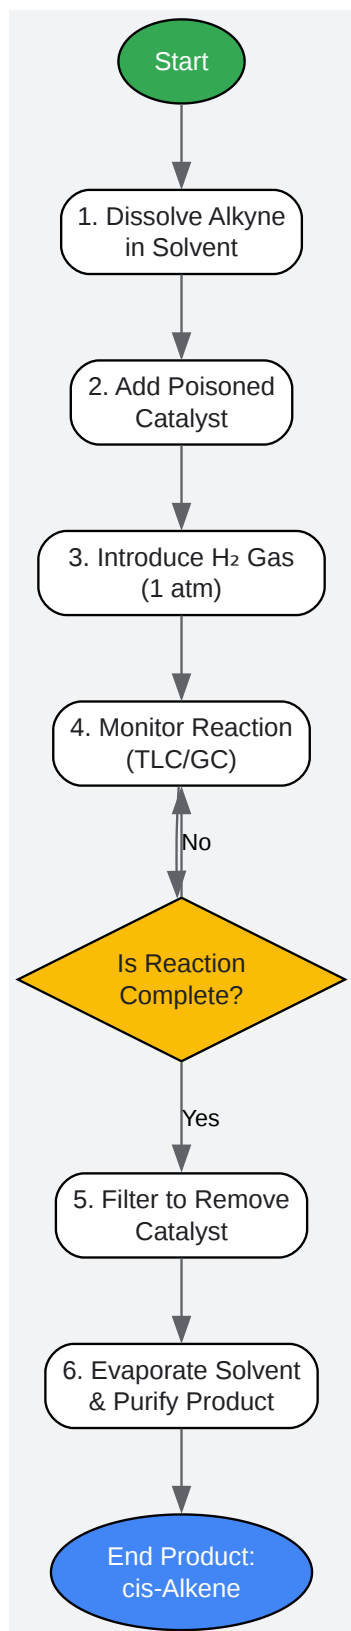 Start
1. Dissolve Alkyne
in Solvent
2. Add Poisoned
Catalyst
3. Introduce H₂ Gas
(1 atm)
4. Monitor Reaction
(TLC/GC)
No
Is Reaction
Complete?
Yes
5. Filter to Remove
Catalyst
6. Evaporate Solvent
& Purify Product
End Product:
cis-Alkene